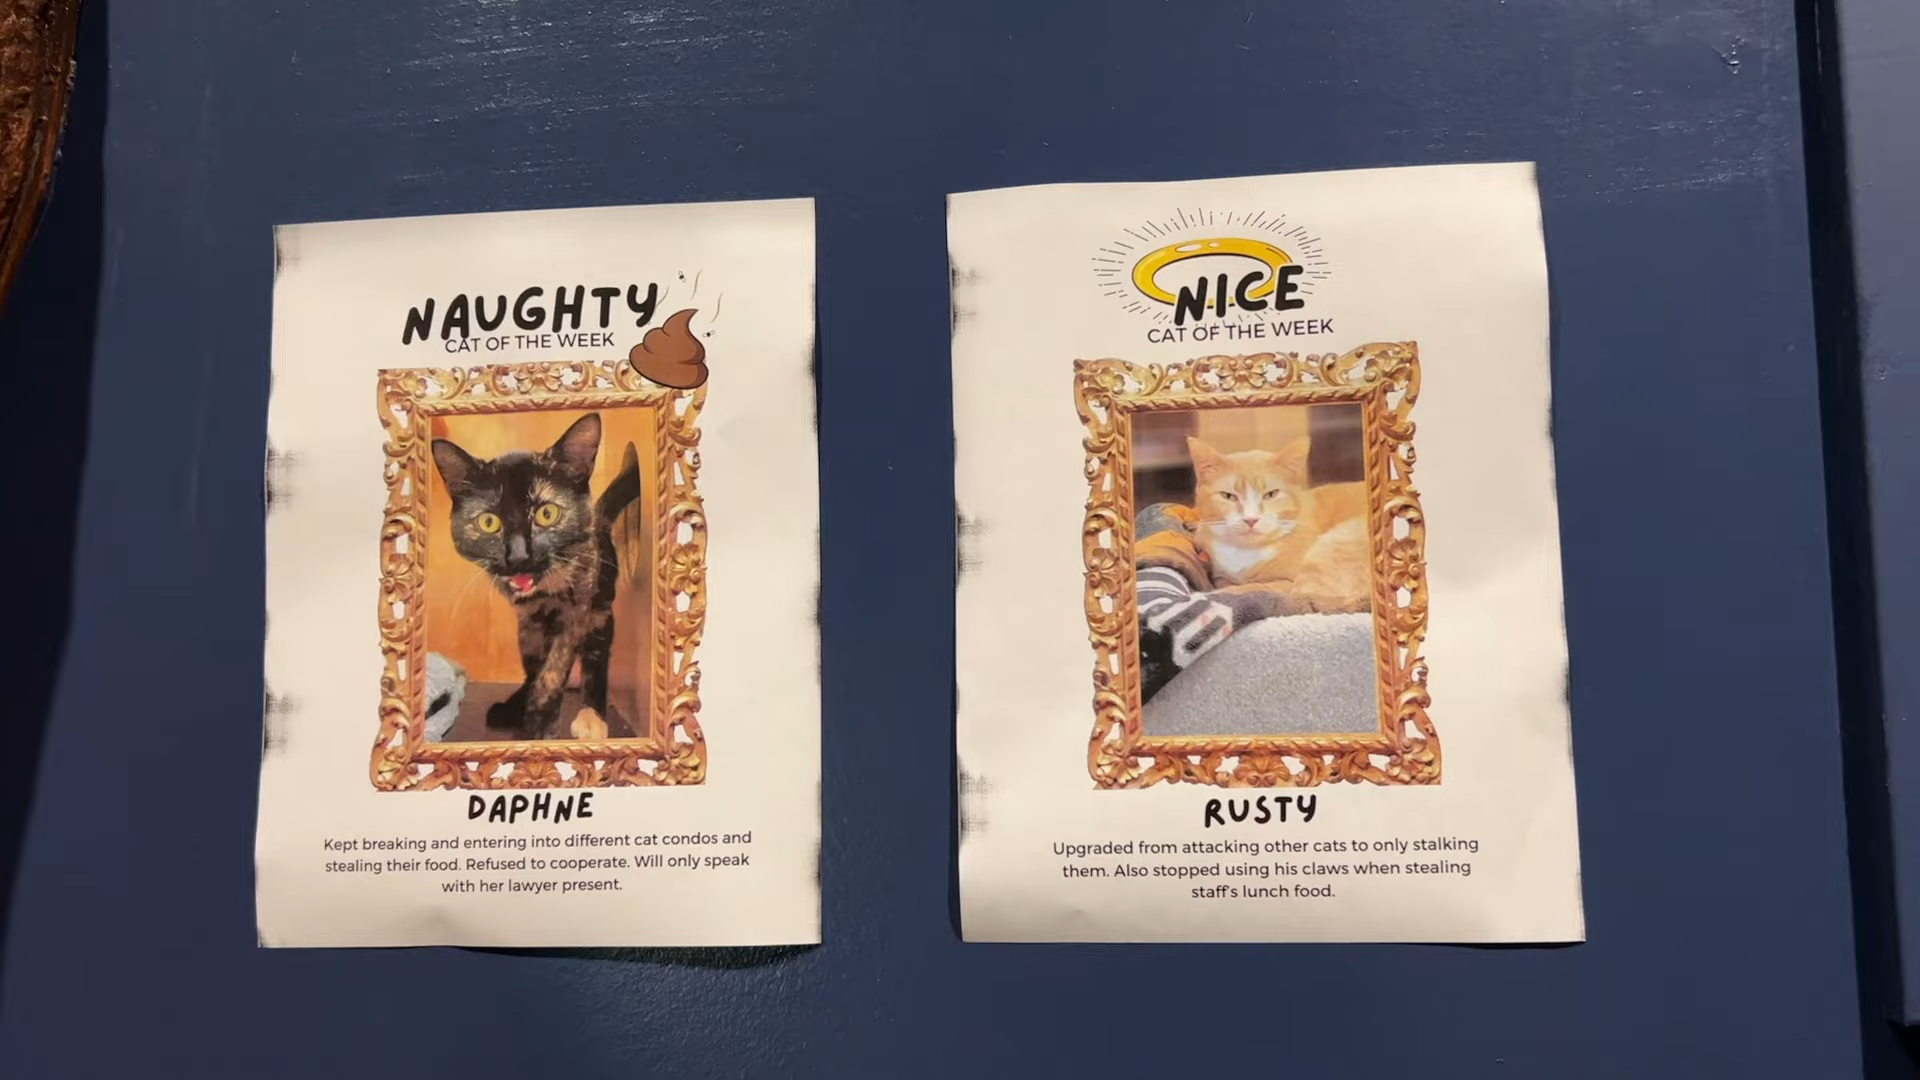 NAUGHTY
CAT OF THE WEEK
DAPHNE
Kept breaking and entering into different cat condos and
stealing their food. Refused to cooperate. Will only speak
with her lawyer present.
NICE
CAT OF THE WEEK
RUSTY
Upgraded from attacking other cats to only stalking
them. Also stopped using his claws when stealing
staff's lunch food.